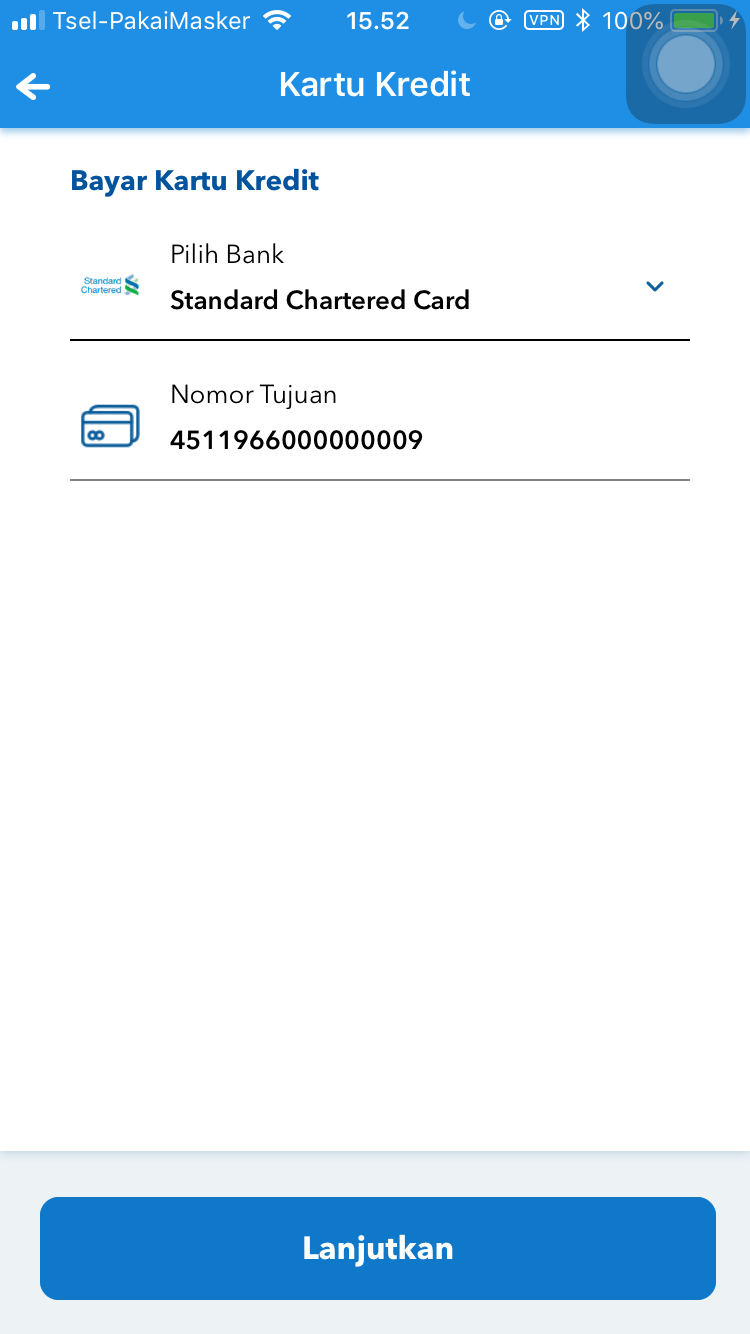 Tsel-PakaiMasker 15.52 VPN 100%
Kartu Kredit
Bayar Kartu Kredit
Pilih Bank
Standard
Chartered
Standard Chartered Card
Nomor Tujuan
4511966000000009
Lanjutkan